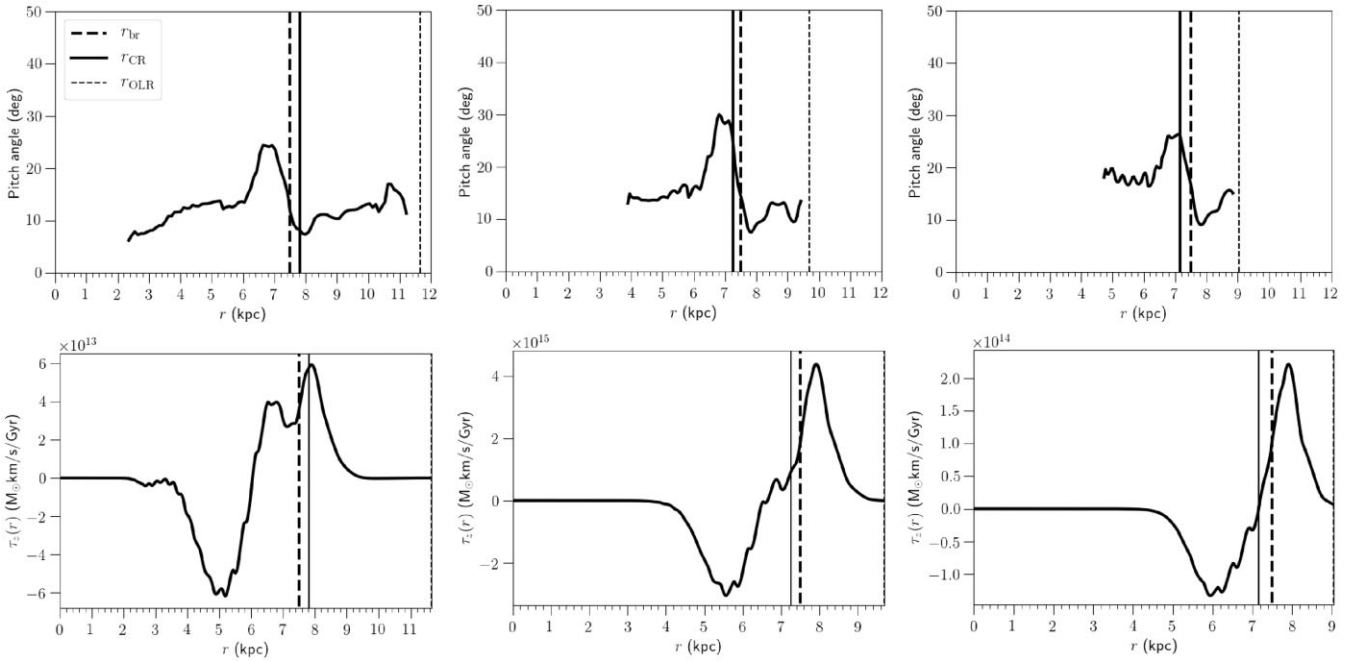 50
40
30
20
10
0
Pitch angle (deg)
r_br
r_CR
r_OLR
0 1 2 3 4 5 6 7 8 9 10 11 12
r (kpc)
50
40
30
20
10
0
Pitch angle (deg)
0 1 2 3 4 5 6 7 8 9 10 11 12
r (kpc)
50
40
30
20
10
0
Pitch angle (deg)
0 1 2 3 4 5 6 7 8 9 10 11 12
r (kpc)
×10¹³
6
4
2
0
−2
−4
−6
τ_z(r) (M_⊙km/s/Gyr)
0 1 2 3 4 5 6 7 8 9 10 11
r (kpc)
×10¹⁵
4
2
0
−2
τ_z(r) (M_⊙km/s/Gyr)
0 1 2 3 4 5 6 7 8 9
r (kpc)
×10¹⁴
2.0
1.5
1.0
0.5
0.0
−0.5
−1.0
τ_z(r) (M_⊙km/s/Gyr)
0 1 2 3 4 5 6 7 8 9
r (kpc)